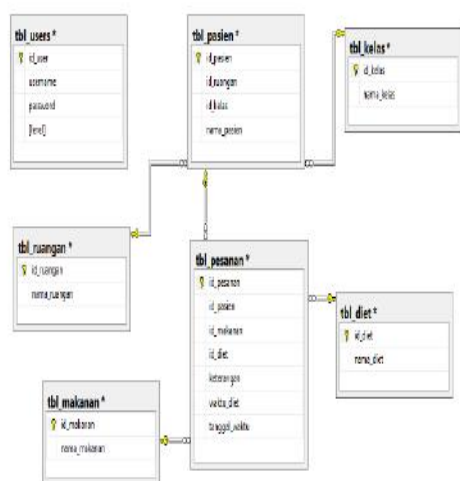 tbl_users *
id_user
username
password
[level]
tbl_pasien *
id_pasien
id_ruangan
id_kelas
nama_pasien
tbl_kelas *
id_kelas
nama_kelas
tbl_ruangan *
id_ruangan
nama_ruangan
tbl_pesanan *
id_pesanan
id_pasien
id_makanan
id_diet
keterangan
waktu_diet
tanggal_waktu
tbl_diet *
id_diet
nama_diet
tbl_makanan *
id_makanan
nama_makanan